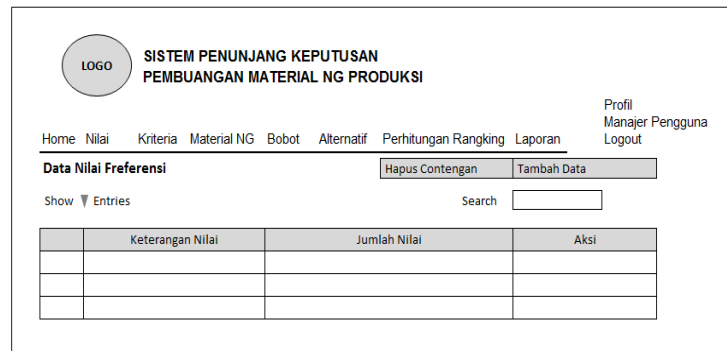 LOGO
SISTEM PENUNJANG KEPUTUSAN
PEMBUANGAN MATERIAL NG PRODUKSI
Profil
Manajer Pengguna
Home Nilai Kriteria Material NG Bobot Alternatif Perhitungan Rangking Laporan Logout
Data Nilai Freferensi Hapus Contengan Tambah Data
Show Entries Search
Keterangan Nilai Jumlah Nilai Aksi